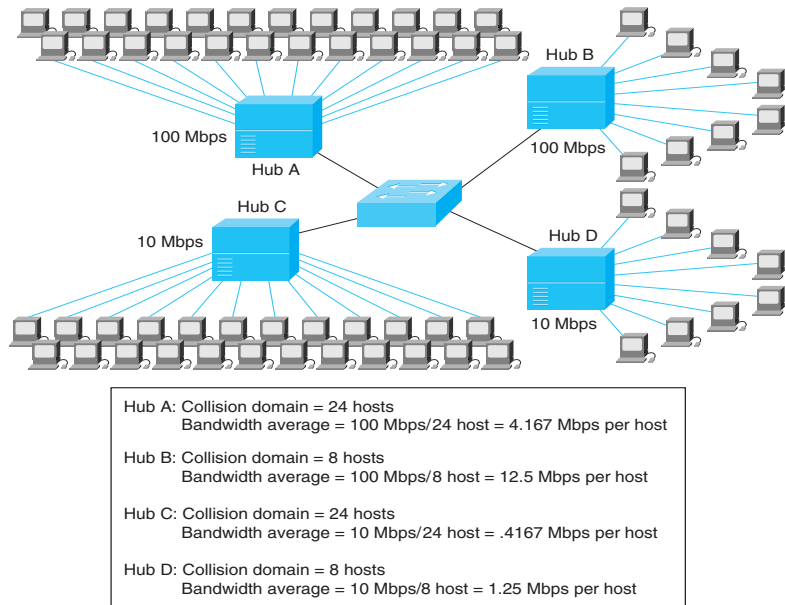 Hub B
100 Mbps
100 Mbps
Hub A
Hub C
10 Mbps
Hub D
10 Mbps
Hub A: Collision domain = 24 hosts
Bandwidth average = 100 Mbps/24 host = 4.167 Mbps per host
Hub B: Collision domain = 8 hosts
Bandwidth average = 100 Mbps/8 host = 12.5 Mbps per host
Hub C: Collision domain = 24 hosts
Bandwidth average = 10 Mbps/24 host = .4167 Mbps per host
Hub D: Collision domain = 8 hosts
Bandwidth average = 10 Mbps/8 host = 1.25 Mbps per host